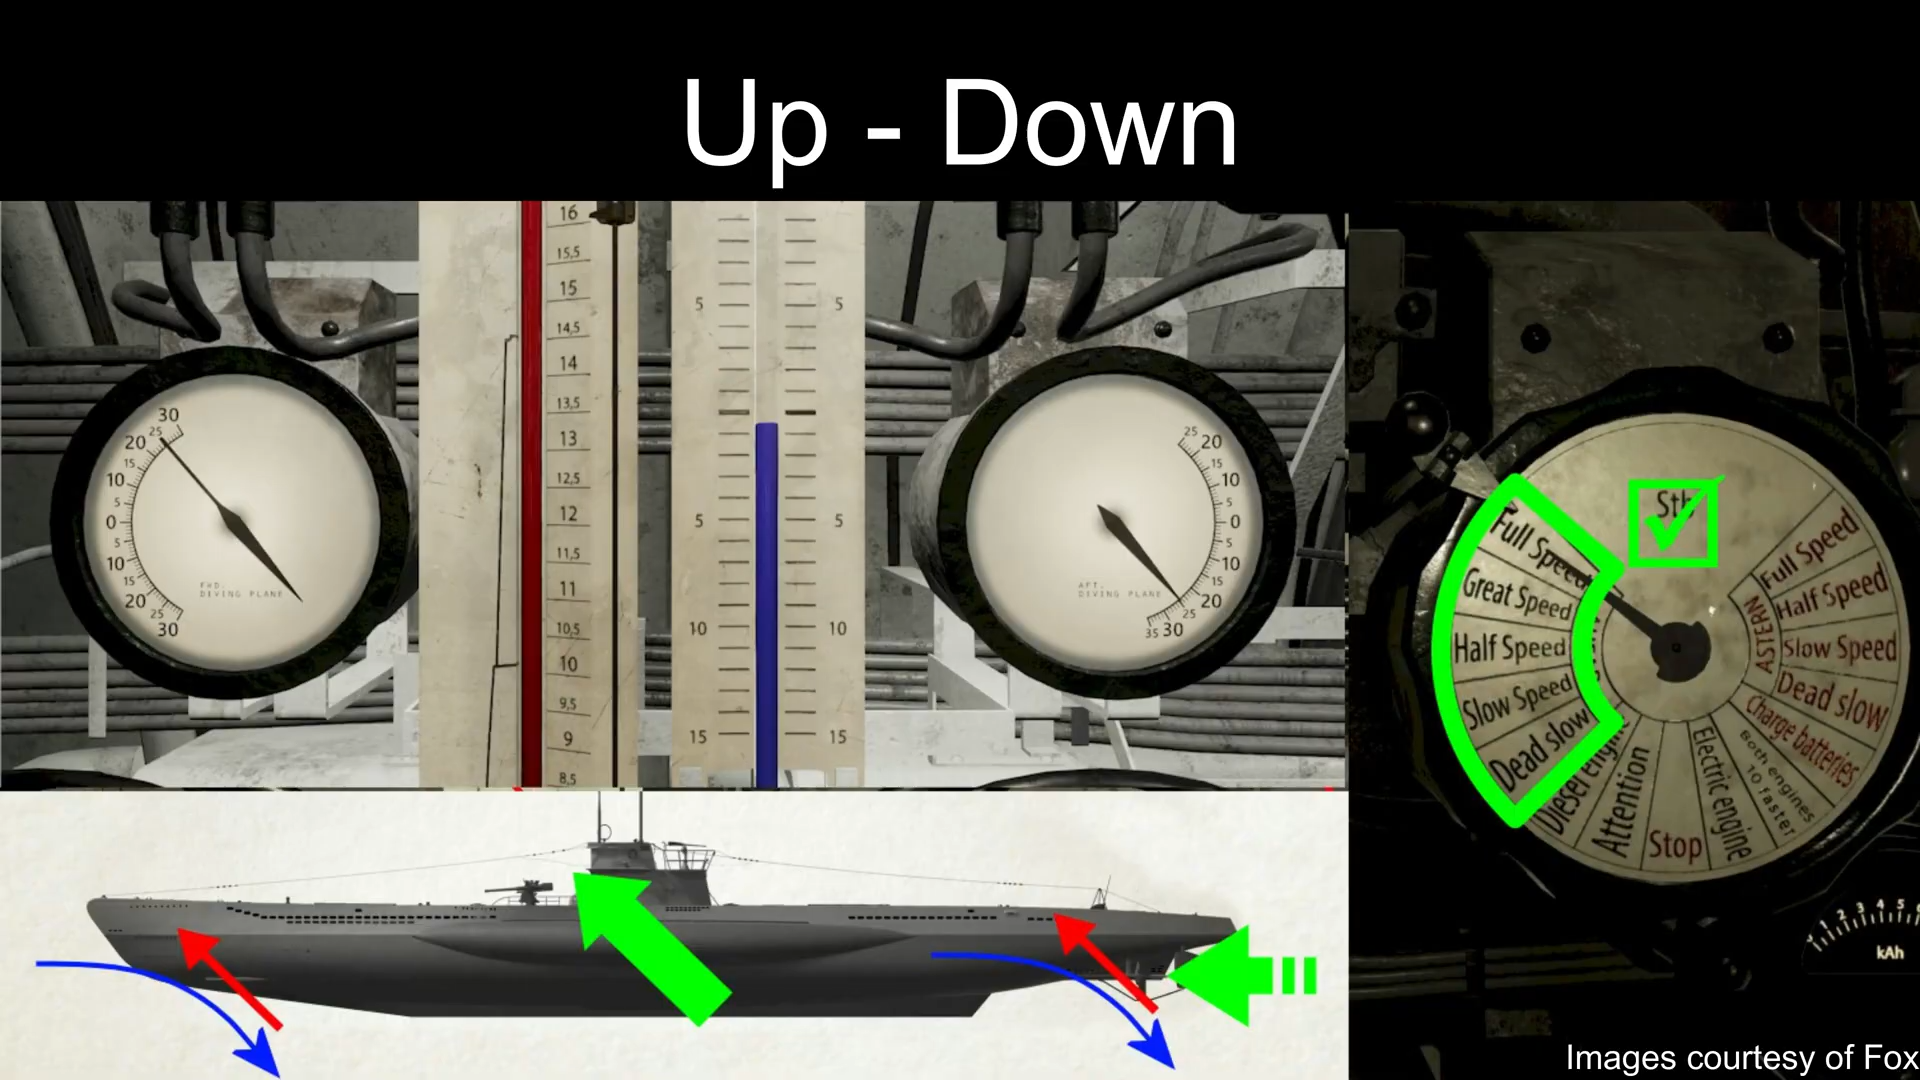 Up - Down
30
25
20
15
10
5
0
5
10
15
20
25
30
FWD.
DIVING PLANE
16
15,5
15
14,5
14
13,5
13
12,5
12
11,5
11
10,5
10
9,5
9
8,5
5 5
5 5
10 10
15 15
25
20
15
10
5
0
5
10
15
20
30
35
AFT.
DIVING PLANE
Stb
Full Speed
Great Speed
Half Speed
Slow Speed
Dead slow
Diesel engine
Attention
Stop
Electric engine
Both engines
10 faster
Charge batteries
Dead slow
Slow Speed
Half Speed
Full Speed
ASTERN
1 2 3 4 5 6
kAh
Images courtesy of Fox